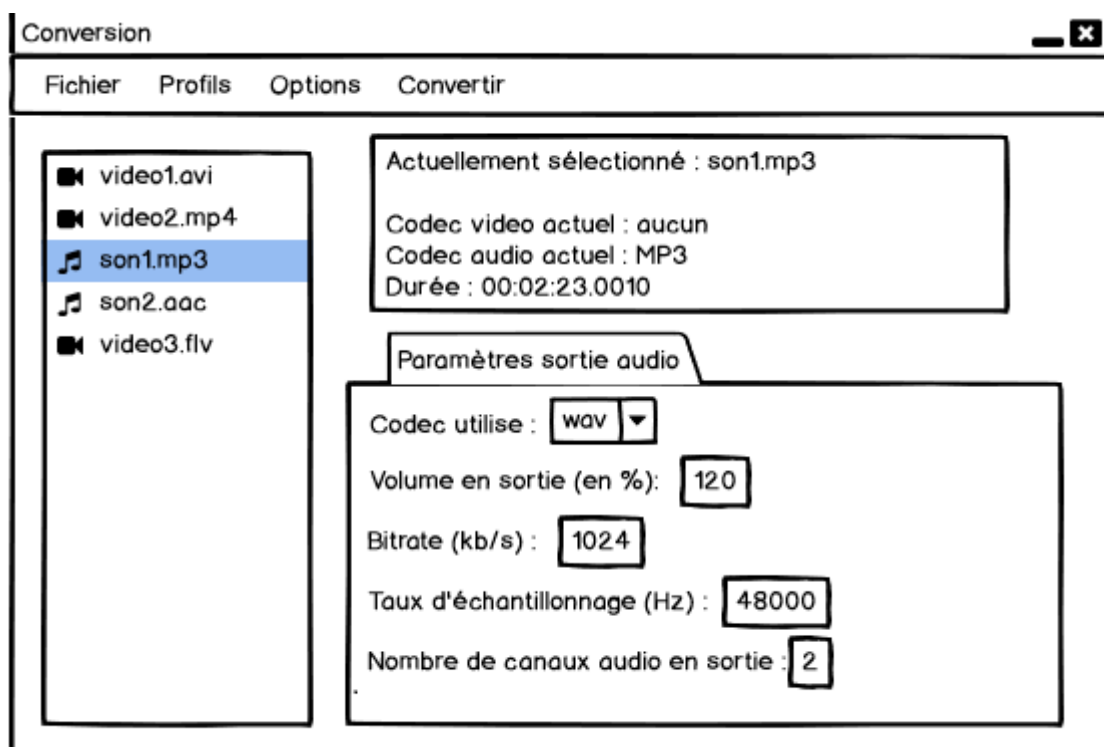 Conversion
Fichier Profils Options Convertir
video1.avi
video2.mp4
son1.mp3
son2.aac
video3.flv
Actuellement sélectionné : son1.mp3
Codec video actuel : aucun
Codec audio actuel : MP3
Durée : 00:02:23.0010
Paramètres sortie audio
Codec utilise : wav
Volume en sortie (en %): 120
Bitrate (kb/s) : 1024
Taux d'échantillonnage (Hz) : 48000
Nombre de canaux audio en sortie : 2